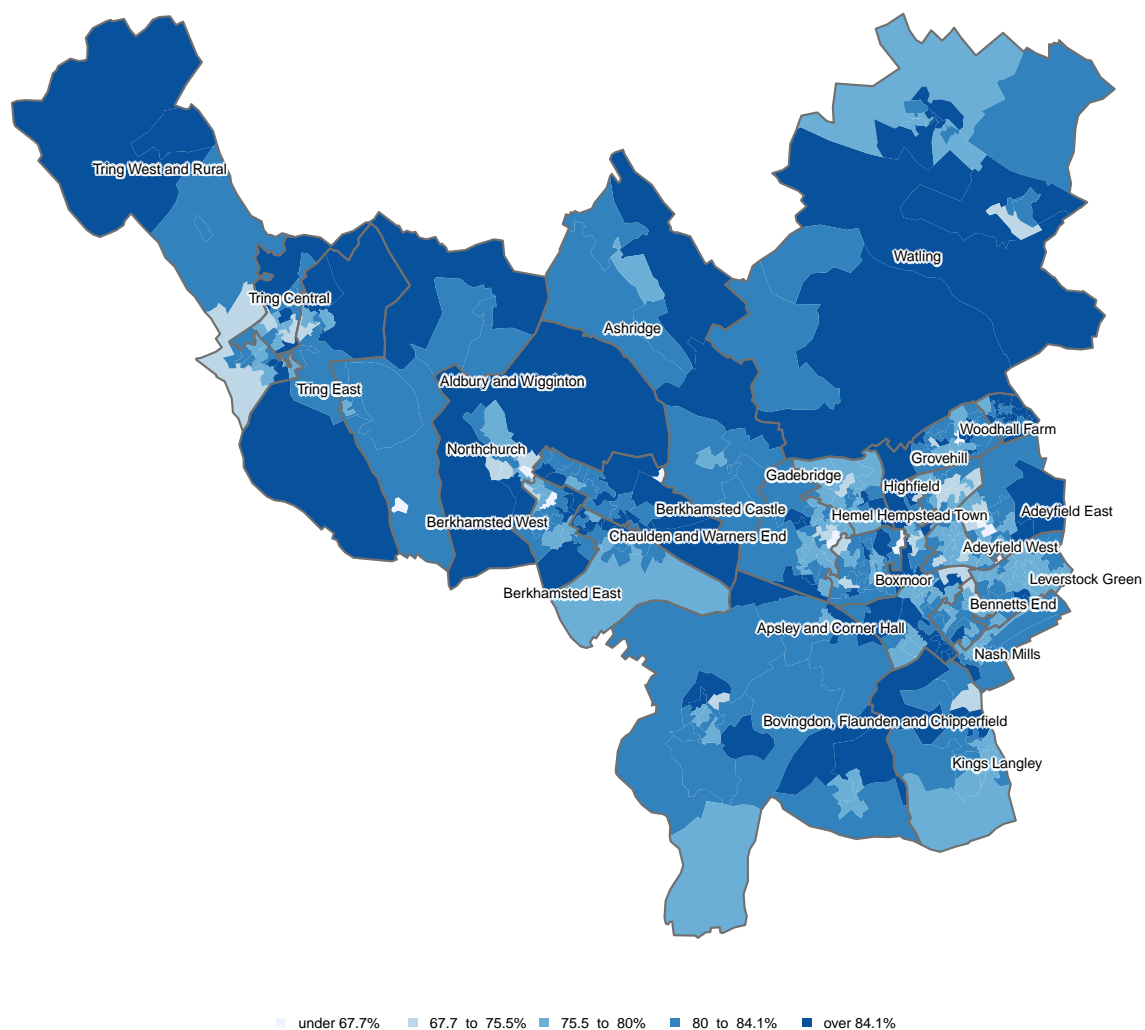 Tring West and Rural
Watling
Tring Central
Ashridge
Aldbury and Wigginton
Tring East
Woodhall Farm
Northchurch
Grovehill
Gadebridge
Highfield
Berkhamsted Castle
Adeyfield East
Hemel Hempstead Town
Berkhamsted West
Chaulden and Warners End
Adeyfield West
Leverstock Green
Boxmoor
Berkhamsted East
Bennetts End
Apsley and Corner Hall
Nash Mills
Bovingdon, Flaunden and Chipperfield
Kings Langley
under 67.7% 67.7 to 75.5% 75.5 to 80% 80 to 84.1% over 84.1%